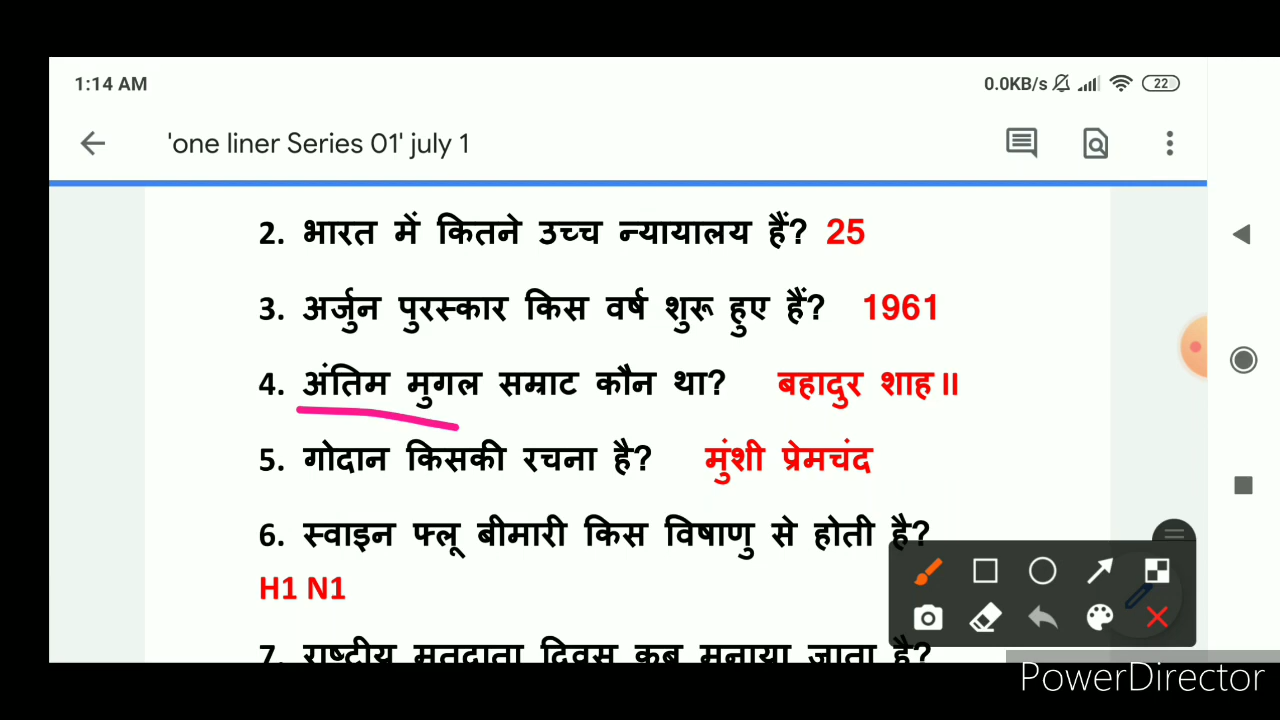 1:14 AM
0.0KB/s
22
'one liner Series 01' july 1
2. भारत में कितने उच्च न्यायालय हैं? 25
3. अर्जुन पुरस्कार किस वर्ष शुरू हुए हैं? 1961
4. अंतिम मुगल सम्राट कौन था? बहादुर शाह II
5. गोदान किसकी रचना है? मुंशी प्रेमचंद
6. स्वाइन फ्लू बीमारी किस विषाणु से होती है?
H1 N1
7. राष्ट्रीय मतदाता दिवस कब मनाया जाता है?
PowerDirector